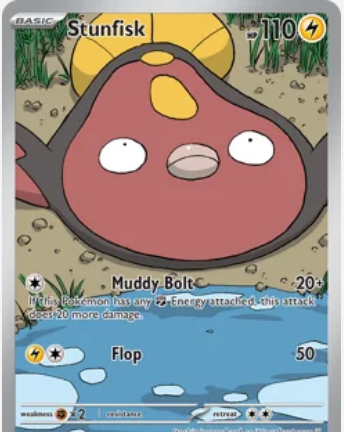 BASIC Stunfisk HP 110
Muddy Bolt 20+
If this Pokémon has any Energy attached, this attack
does 20 more damage.
Flop 50
weakness x2 resistance retreat